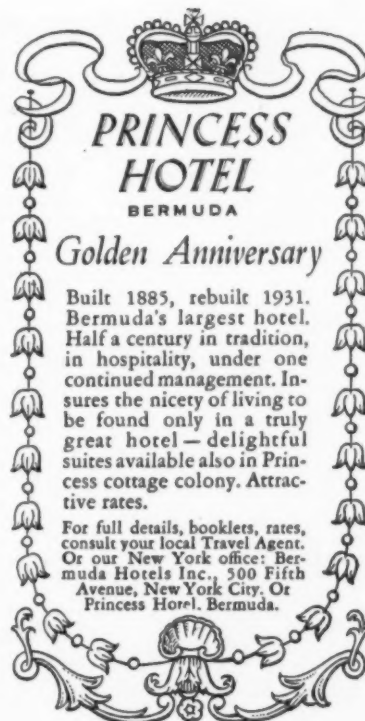 PRINCESS
HOTEL
BERMUDA
Golden Anniversary
Built 1885, rebuilt 1931.
Bermuda's largest hotel.
Half a century in tradition,
in hospitality, under one
continued management. In-
sures the nicety of living to
be found only in a truly
great hotel — delightful
suites available also in Prin-
cess cottage colony. Attrac-
tive rates.
For full details, booklets, rates,
consult your local Travel Agent.
Or our New York office: Ber-
muda Hotels Inc., 500 Fifth
Avenue, New York City. Or
Princess Hotel, Bermuda.